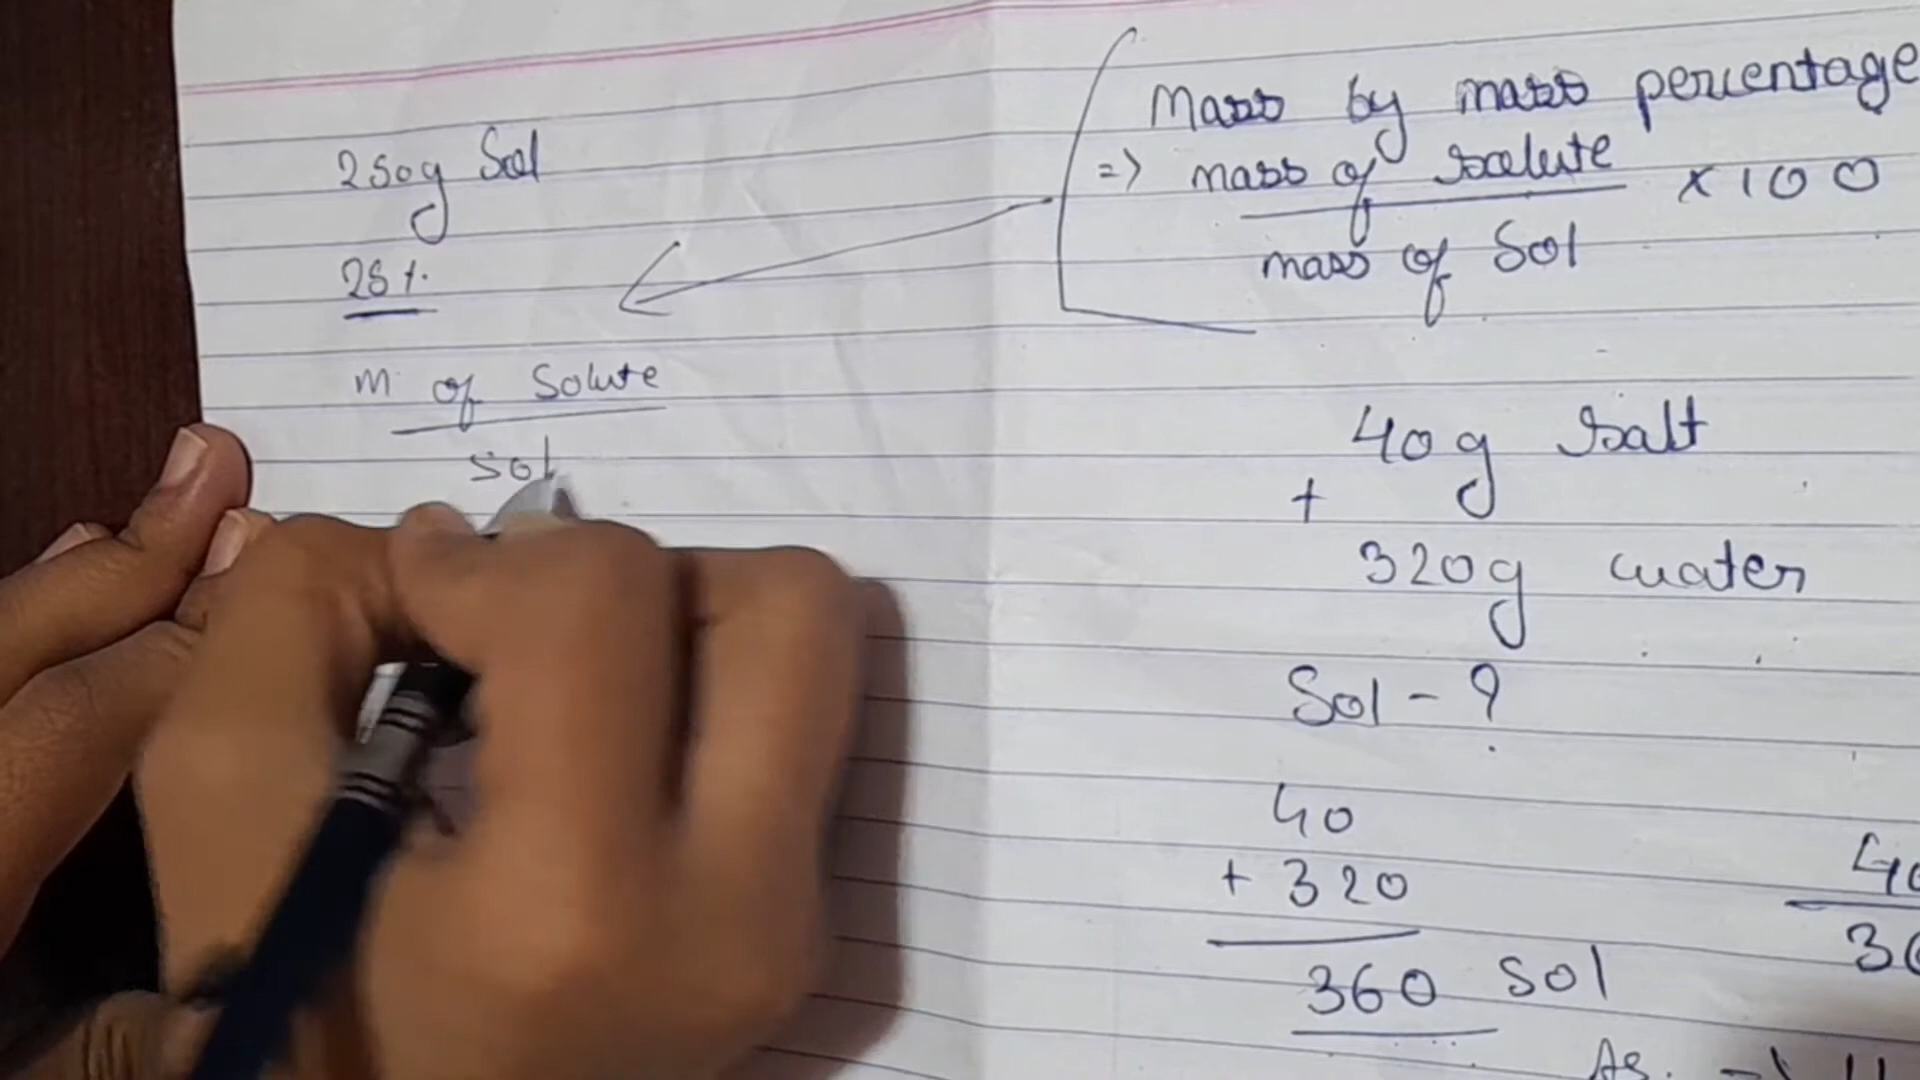 250g Sol
25%
m of Solute
sol
Mass by mass percentage
=> mass of solute × 100
mass of Sol
40g salt
+
320g water
Sol - ?
40
+ 320
360 Sol